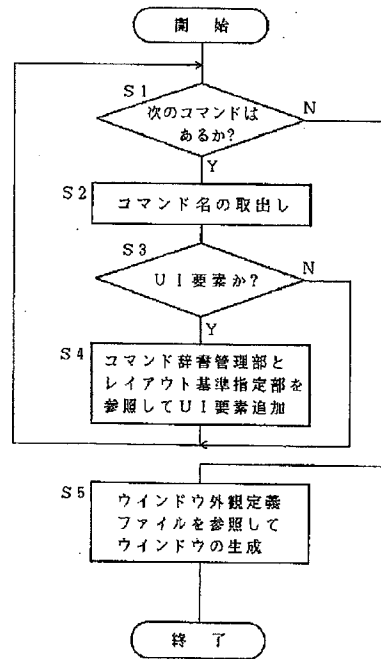 開始
S1
次のコマンドは
あるか?
N
Y
S2
コマンド名の取出し
S3
UI要素か?
N
Y
S4
コマンド辞書管理部と
レイアウト基準指定部を
参照してUI要素追加
S5
ウインドウ外観定義
ファイルを参照して
ウインドウの生成
終了